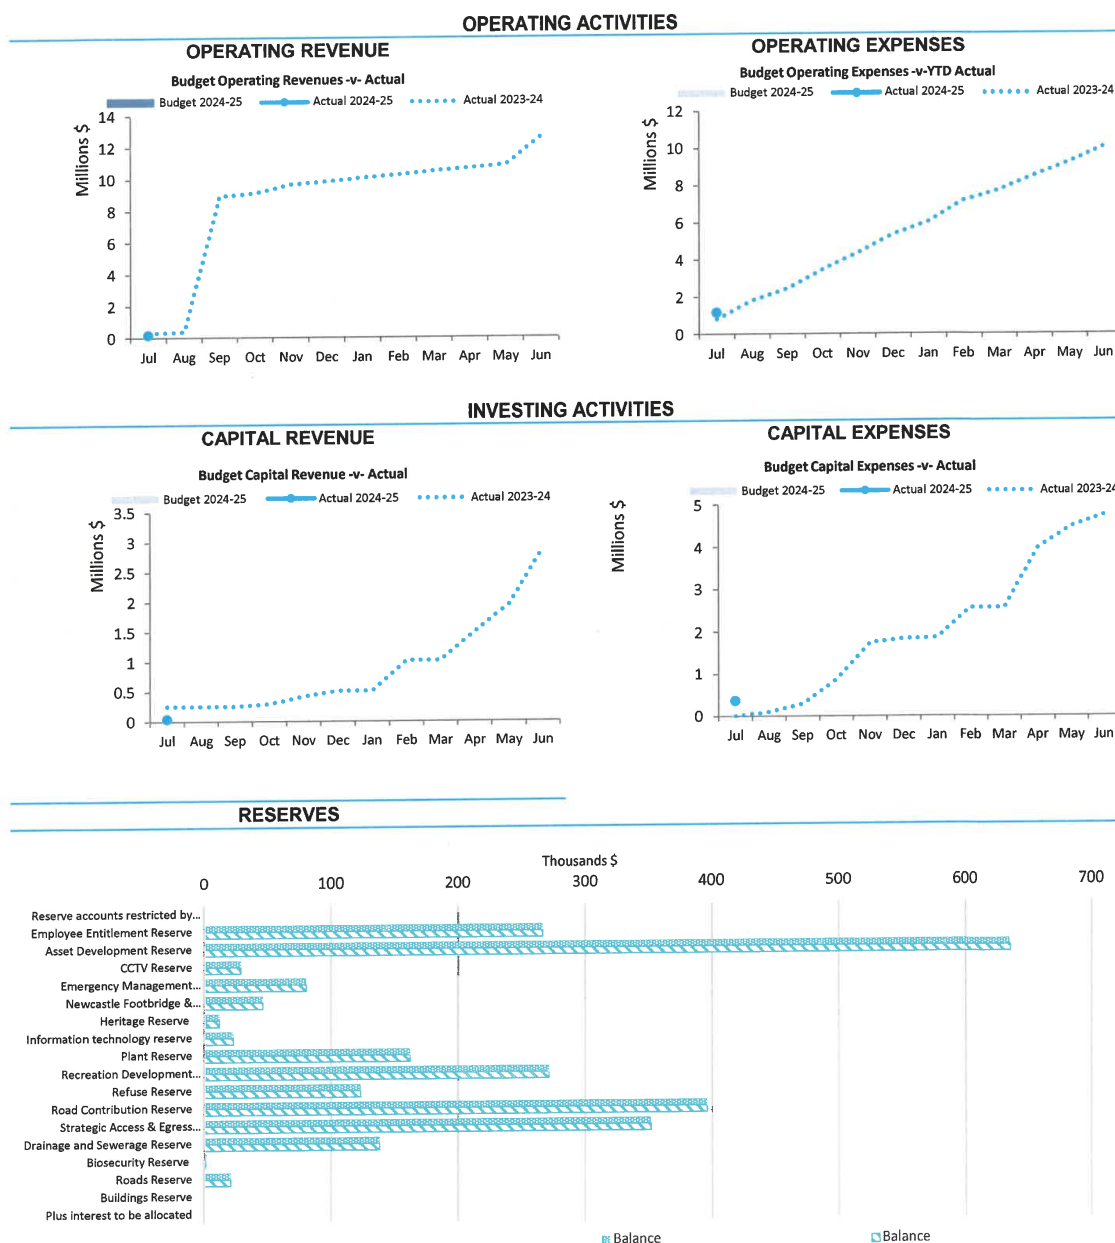 OPERATING ACTIVITIES
OPERATING REVENUE
Budget Operating Revenues -v- Actual
Budget 2024-25 Actual 2024-25 Actual 2023-24
Millions $
14
12
10
8
6
4
2
0
Jul Aug Sep Oct Nov Dec Jan Feb Mar Apr May Jun
OPERATING EXPENSES
Budget Operating Expenses -v-YTD Actual
Budget 2024-25 Actual 2024-25 Actual 2023-24
Millions $
12
10
8
6
4
2
0
Jul Aug Sep Oct Nov Dec Jan Feb Mar Apr May Jun
INVESTING ACTIVITIES
CAPITAL REVENUE
Budget Capital Revenue -v- Actual
Budget 2024-25 Actual 2024-25 Actual 2023-24
Millions $
3.5
3
2.5
2
1.5
1
0.5
0
Jul Aug Sep Oct Nov Dec Jan Feb Mar Apr May Jun
CAPITAL EXPENSES
Budget Capital Expenses -v- Actual
Budget 2024-25 Actual 2024-25 Actual 2023-24
Millions $
5
4
3
2
1
0
Jul Aug Sep Oct Nov Dec Jan Feb Mar Apr May Jun
RESERVES
Thousands $
0 100 200 300 400 500 600 700
Reserve accounts restricted by...
Employee Entitlement Reserve
Asset Development Reserve
CCTV Reserve
Emergency Management...
Newcastle Footbridge &...
Heritage Reserve
Information technology reserve
Plant Reserve
Recreation Development...
Refuse Reserve
Road Contribution Reserve
Strategic Access & Egress...
Drainage and Sewerage Reserve
Biosecurity Reserve
Roads Reserve
Buildings Reserve
Plus interest to be allocated
Balance Balance